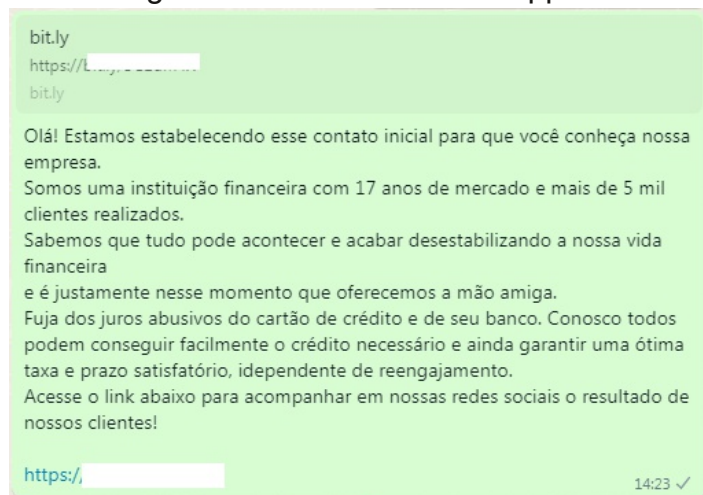 bit.ly
https://
bit.ly
Olá! Estamos estabelecendo esse contato inicial para que você conheça nossa
empresa.
Somos uma instituição financeira com 17 anos de mercado e mais de 5 mil
clientes realizados.
Sabemos que tudo pode acontecer e acabar desestabilizando a nossa vida
financeira
e é justamente nesse momento que oferecemos a mão amiga.
Fuja dos juros abusivos do cartão de crédito e de seu banco. Conosco todos
podem conseguir facilmente o crédito necessário e ainda garantir uma ótima
taxa e prazo satisfatório, idependente de reengajamento.
Acesse o link abaixo para acompanhar em nossas redes sociais o resultado de
nossos clientes!
https:/
14:23